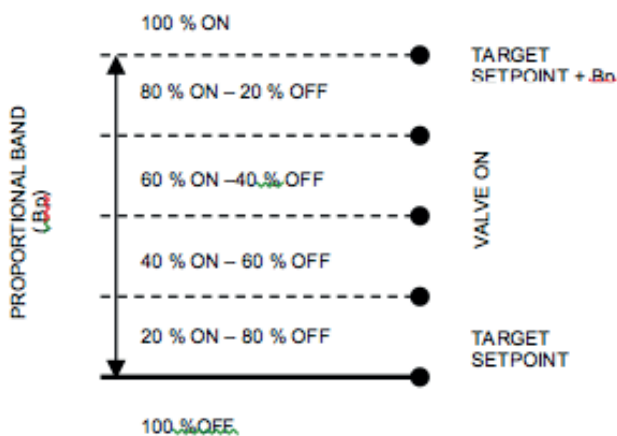 100 % ON
TARGET
SETPOINT + .Bp
80 % ON – 20 % OFF
PROPORTIONAL BAND
(.Bp)
60 % ON –40 % OFF
VALVE ON
40 % ON – 60 % OFF
20 % ON – 80 % OFF
TARGET
SETPOINT
100 %OFF